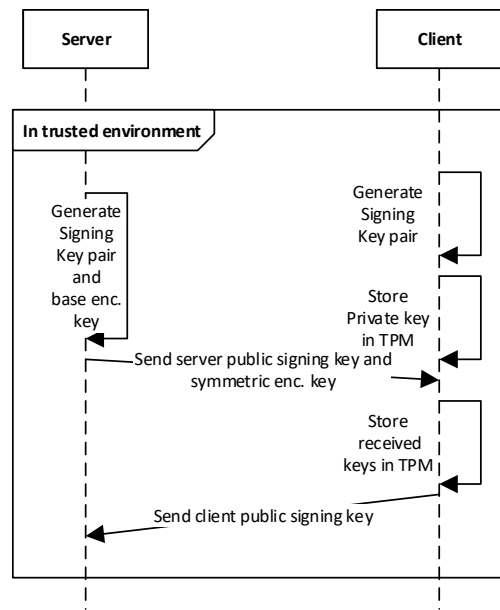 Server
Client
In trusted environment
Generate
Signing
Key pair
and
base enc.
key
Generate
Signing
Key pair
Store
Private key
in TPM
Send server public signing key and
symmetric enc. key
Store
received
keys in TPM
Send client public signing key